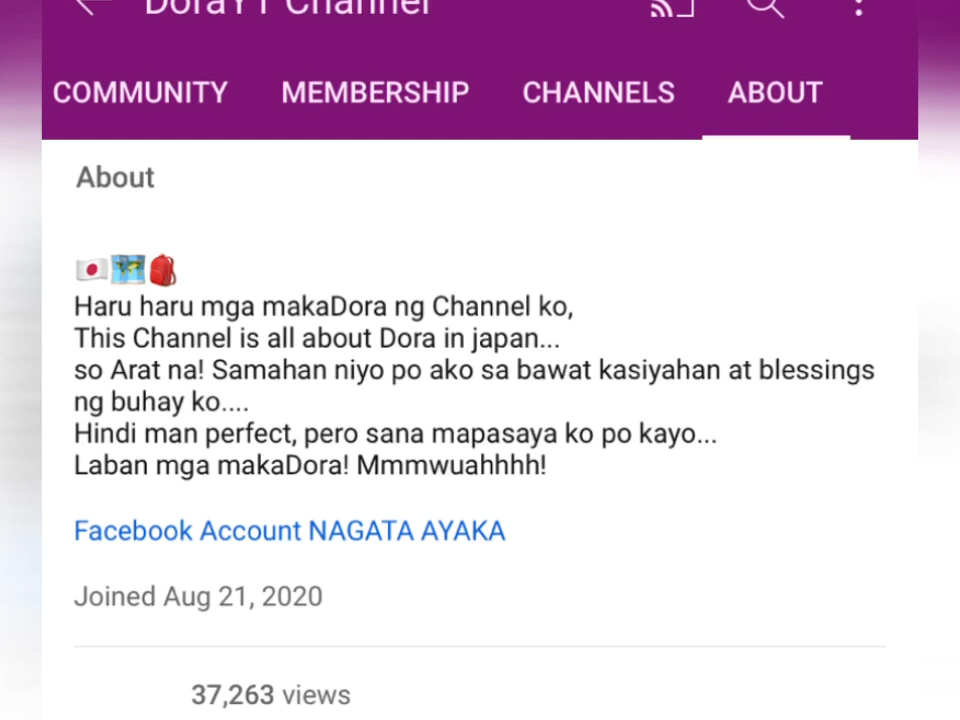 DoraYT Channel
COMMUNITY MEMBERSHIP CHANNELS ABOUT
About
Haru haru mga makaDora ng Channel ko,
This Channel is all about Dora in japan...
so Arat na! Samahan niyo po ako sa bawat kasiyahan at blessings
ng buhay ko....
Hindi man perfect, pero sana mapasaya ko po kayo...
Laban mga makaDora! Mmmwuahhhh!
Facebook Account NAGATA AYAKA
Joined Aug 21, 2020
37,263 views